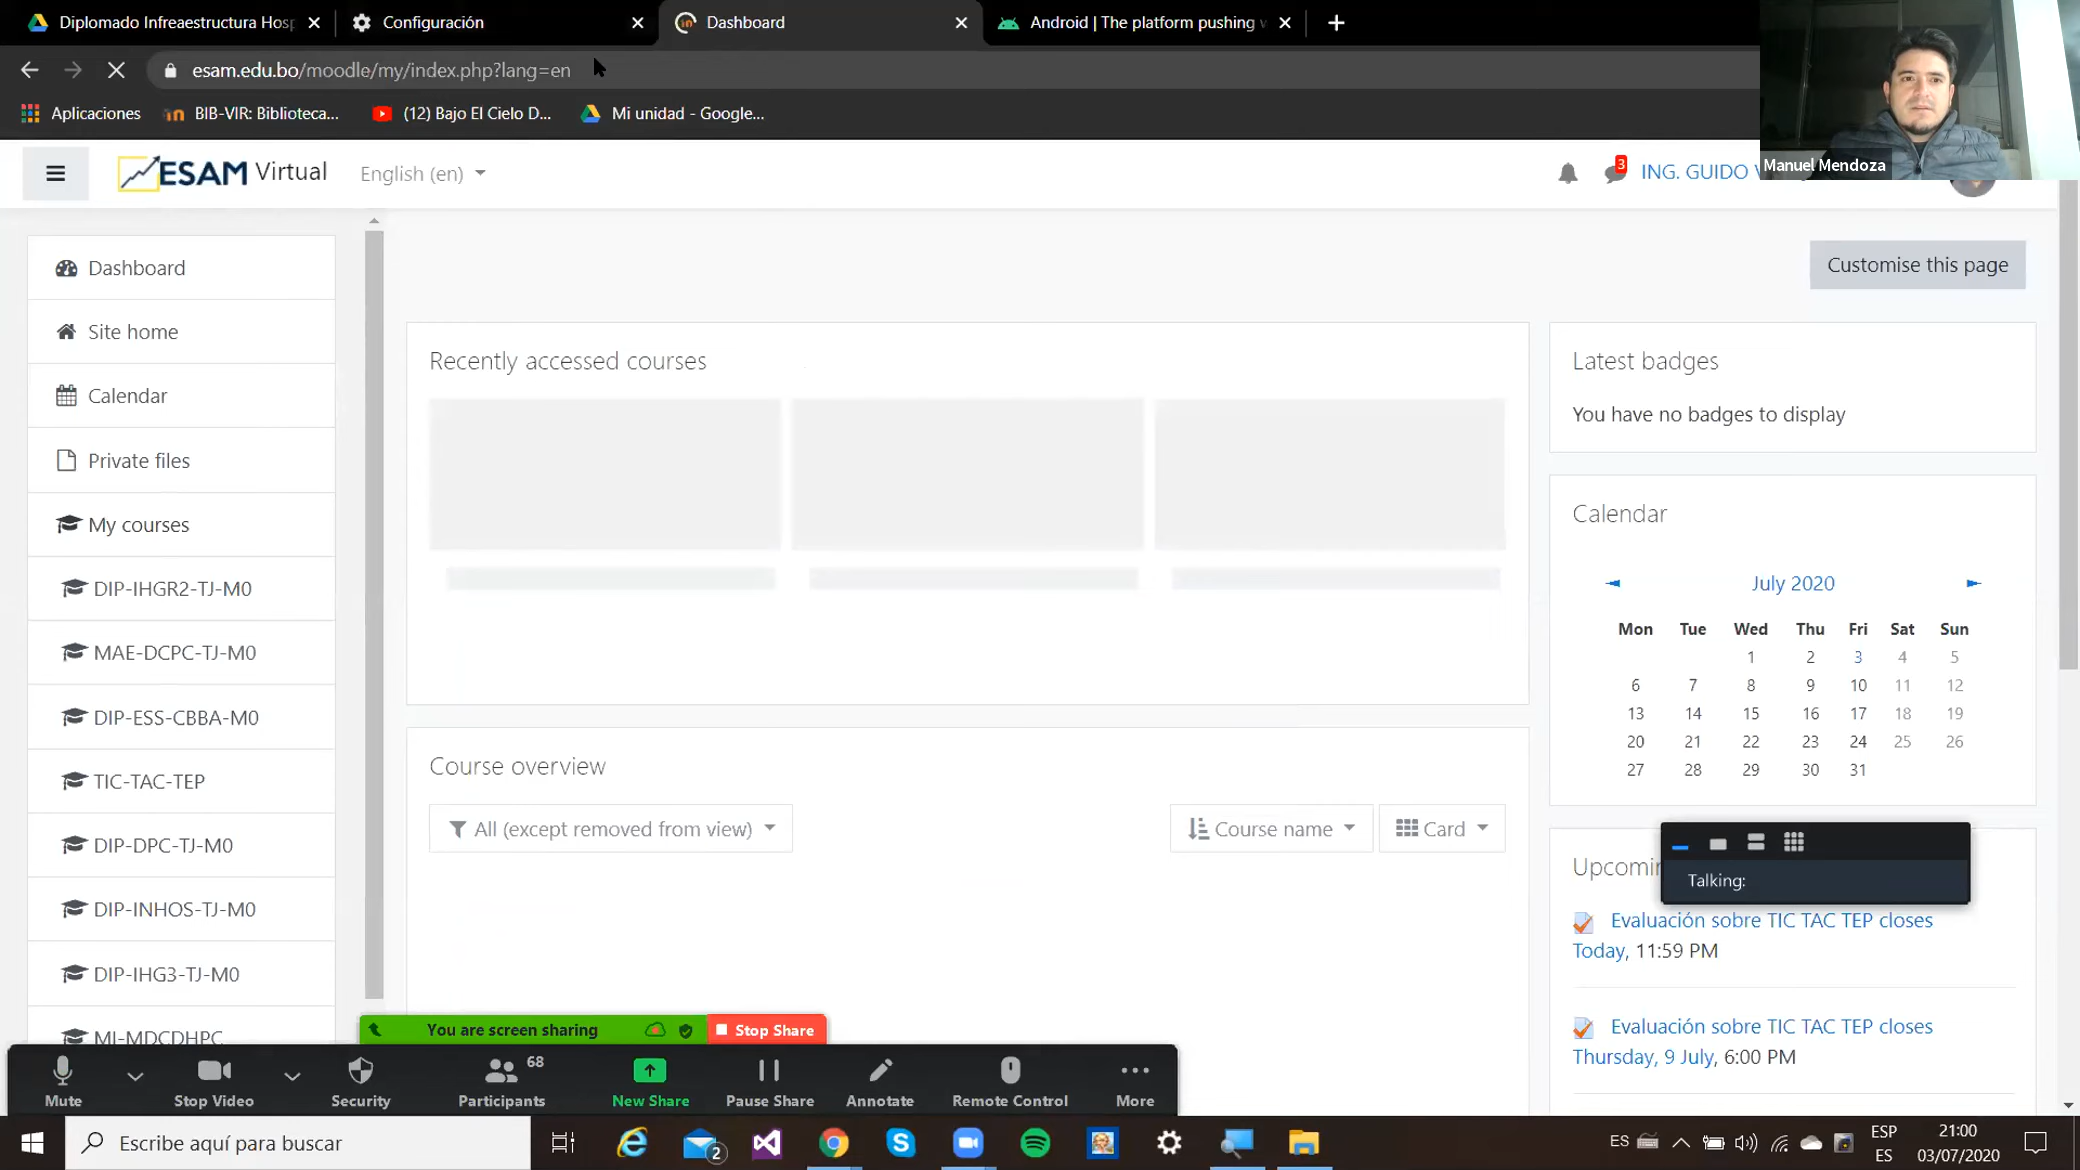 Diplomado Infraestructura Hosp
Configuración
Dashboard
Android | The platform pushing w
esam.edu.bo/moodle/my/index.php?lang=en
Aplicaciones
BIB-VIR: Biblioteca...
(12) Bajo El Cielo D...
Mi unidad - Google...
Manuel Mendoza
ESAM Virtual
English (en)
3
ING. GUIDO V
Customise this page
Dashboard
Site home
Calendar
Private files
My courses
DIP-IHGR2-TJ-M0
MAE-DCPC-TJ-M0
DIP-ESS-CBBA-M0
TIC-TAC-TEP
DIP-DPC-TJ-M0
DIP-INHOS-TJ-M0
DIP-IHG3-TJ-M0
MI-MDCDHPC
Recently accessed courses
Course overview
All (except removed from view)
Course name
Card
Latest badges
You have no badges to display
Calendar
July 2020
Mon Tue Wed Thu Fri Sat Sun
1 2 3 4 5
6 7 8 9 10 11 12
13 14 15 16 17 18 19
20 21 22 23 24 25 26
27 28 29 30 31
Upcomin
Talking:
Evaluación sobre TIC TAC TEP closes
Today, 11:59 PM
Evaluación sobre TIC TAC TEP closes
Thursday, 9 July, 6:00 PM
You are screen sharing
Stop Share
Mute
Stop Video
Security
68
Participants
New Share
Pause Share
Annotate
Remote Control
More
Escribe aquí para buscar
2
ES
ESP
ES
21:00
03/07/2020